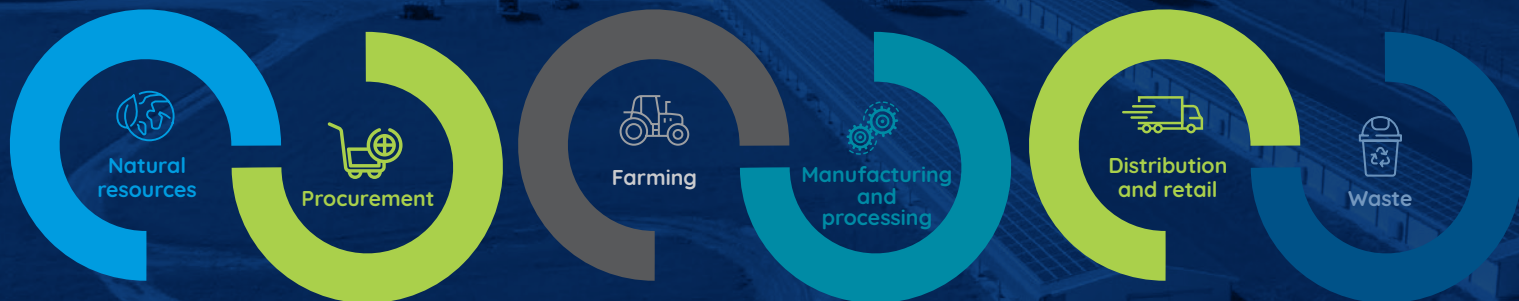 Natural
resources
Procurement
Farming
Manufacturing
and
processing
Distribution
and retail
Waste